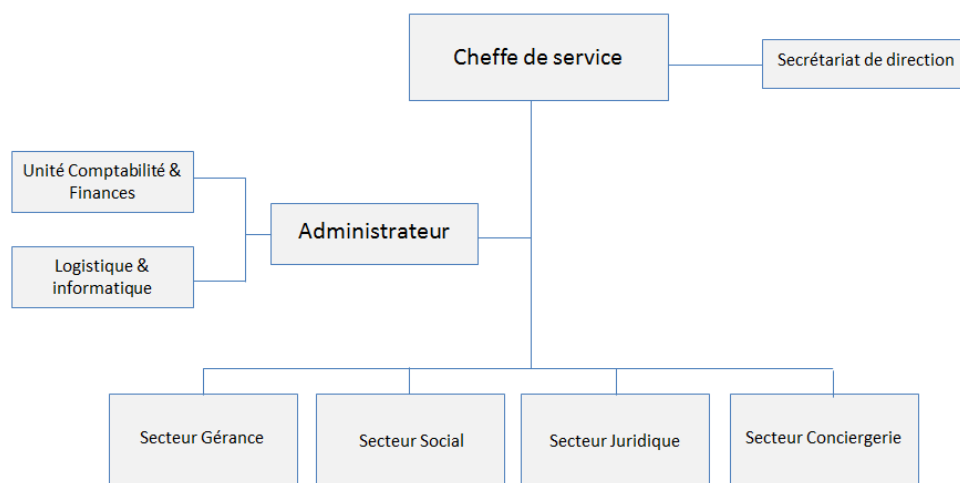 Cheffe de service
Secrétariat de direction
Unité Comptabilité &
Finances
Administrateur
Logistique &
informatique
Secteur Gérance
Secteur Social
Secteur Juridique
Secteur Conciergerie